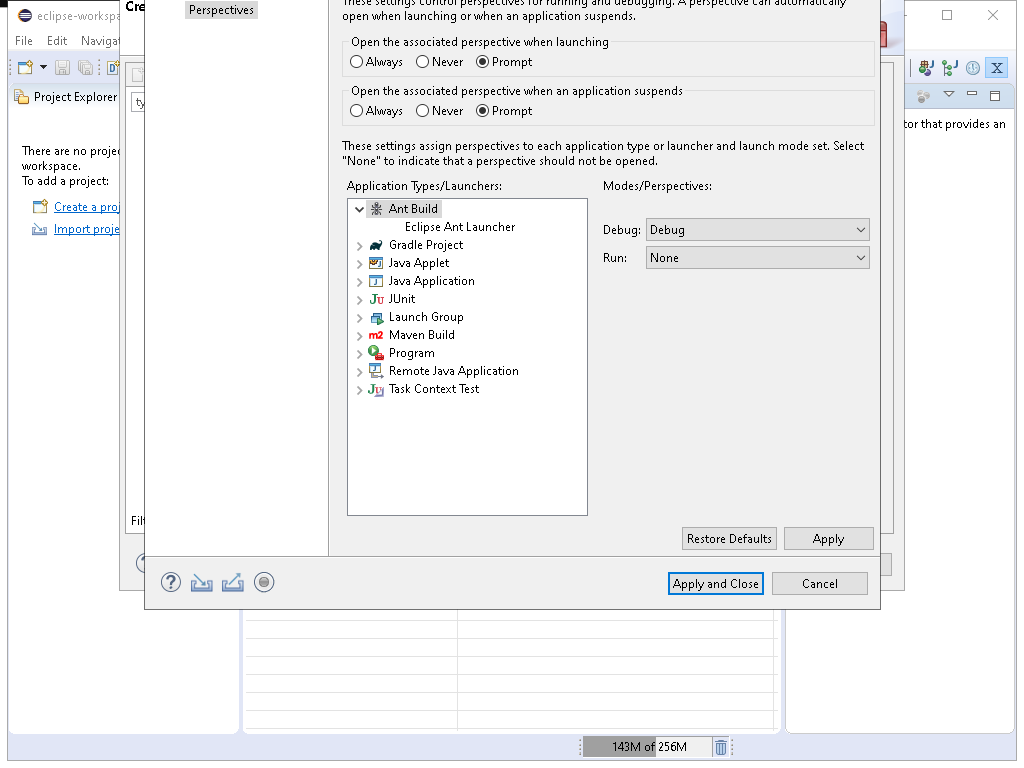 eclipse-workspa
Cre
File Edit Navigat
Perspectives
These settings control perspectives for running and debugging. A perspective can automatically
open when launching or when an application suspends.
Open the associated perspective when launching
Always Never Prompt
Open the associated perspective when an application suspends
Always Never Prompt
These settings assign perspectives to each application type or launcher and launch mode set. Select
"None" to indicate that a perspective should not be opened.
Application Types/Launchers:
Modes/Perspectives:
Ant Build
Eclipse Ant Launcher
Gradle Project
Java Applet
Java Application
JUnit
Launch Group
Maven Build
Program
Remote Java Application
Task Context Test
Debug: Debug
Run: None
Restore Defaults Apply
Apply and Close Cancel
Project Explorer
There are no projec
workspace.
To add a project:
Create a proj
Import proje
ty
Filt
tor that provides an
143M of 256M